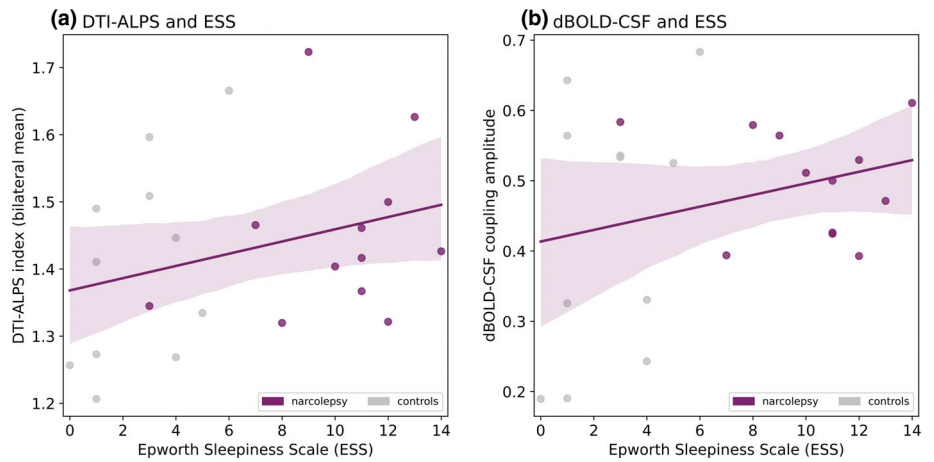 (a) DTI-ALPS and ESS
DTI-ALPS index (bilateral mean)
1.7
1.6
1.5
1.4
1.3
1.2
0 2 4 6 8 10 12 14
Epworth Sleepiness Scale (ESS)
narcolepsy controls
(b) dBOLD-CSF and ESS
dBOLD-CSF coupling amplitude
0.7
0.6
0.5
0.4
0.3
0.2
0 2 4 6 8 10 12 14
Epworth Sleepiness Scale (ESS)
narcolepsy controls